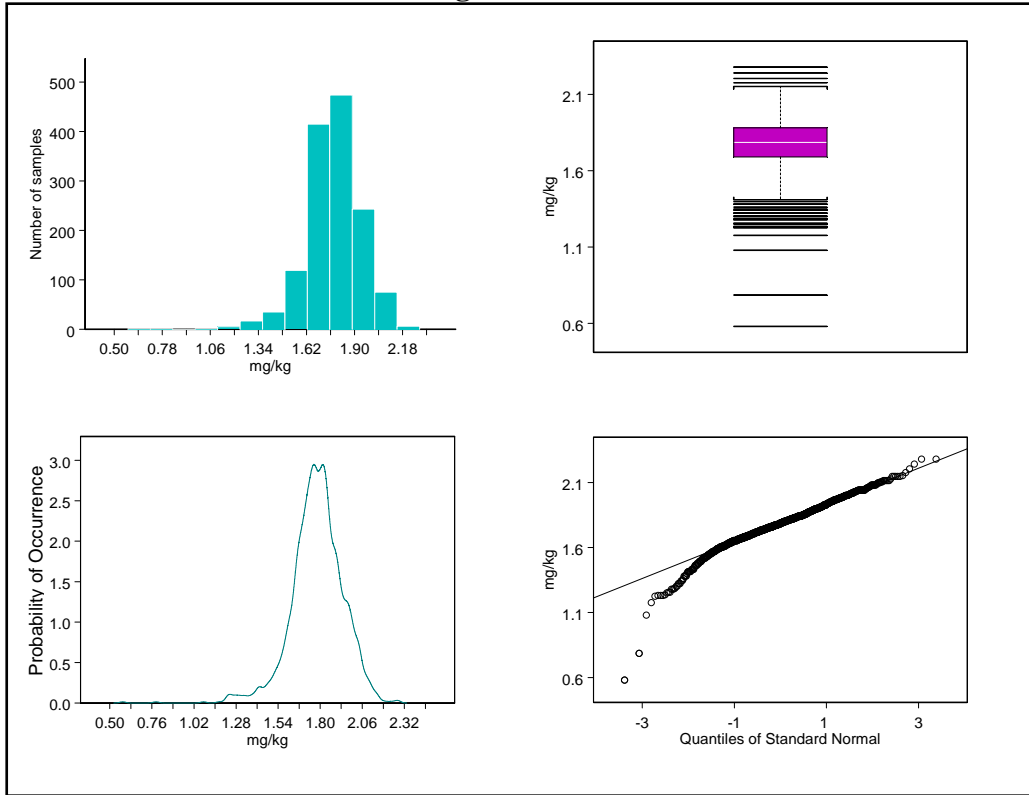 Number of samples
500
400
300
200
100
0
0.50 0.78 1.06 1.34 1.62 1.90 2.18
mg/kg
mg/kg
2.1
1.6
1.1
0.6
Probability of Occurrence
3.0
2.5
2.0
1.5
1.0
0.5
0.0
0.50 0.76 1.02 1.28 1.54 1.80 2.06 2.32
mg/kg
mg/kg
2.1
1.6
1.1
0.6
-3 -1 1 3
Quantiles of Standard Normal